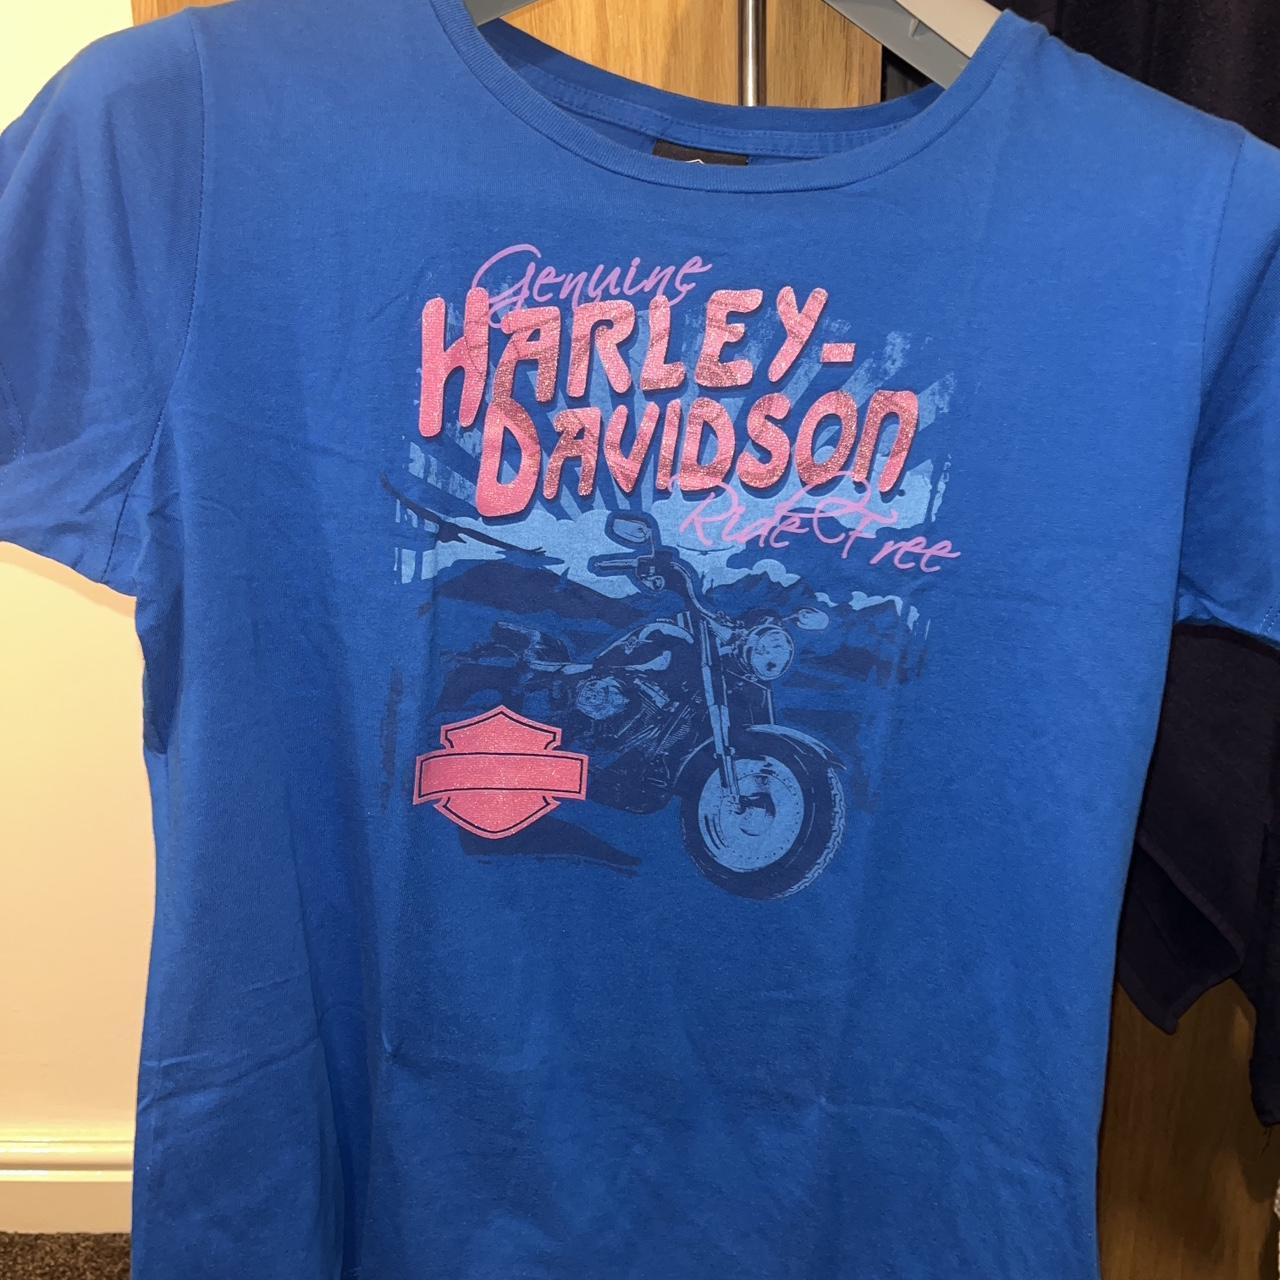 Genuine
HARLEY-
DAVIDSON
Ride Free